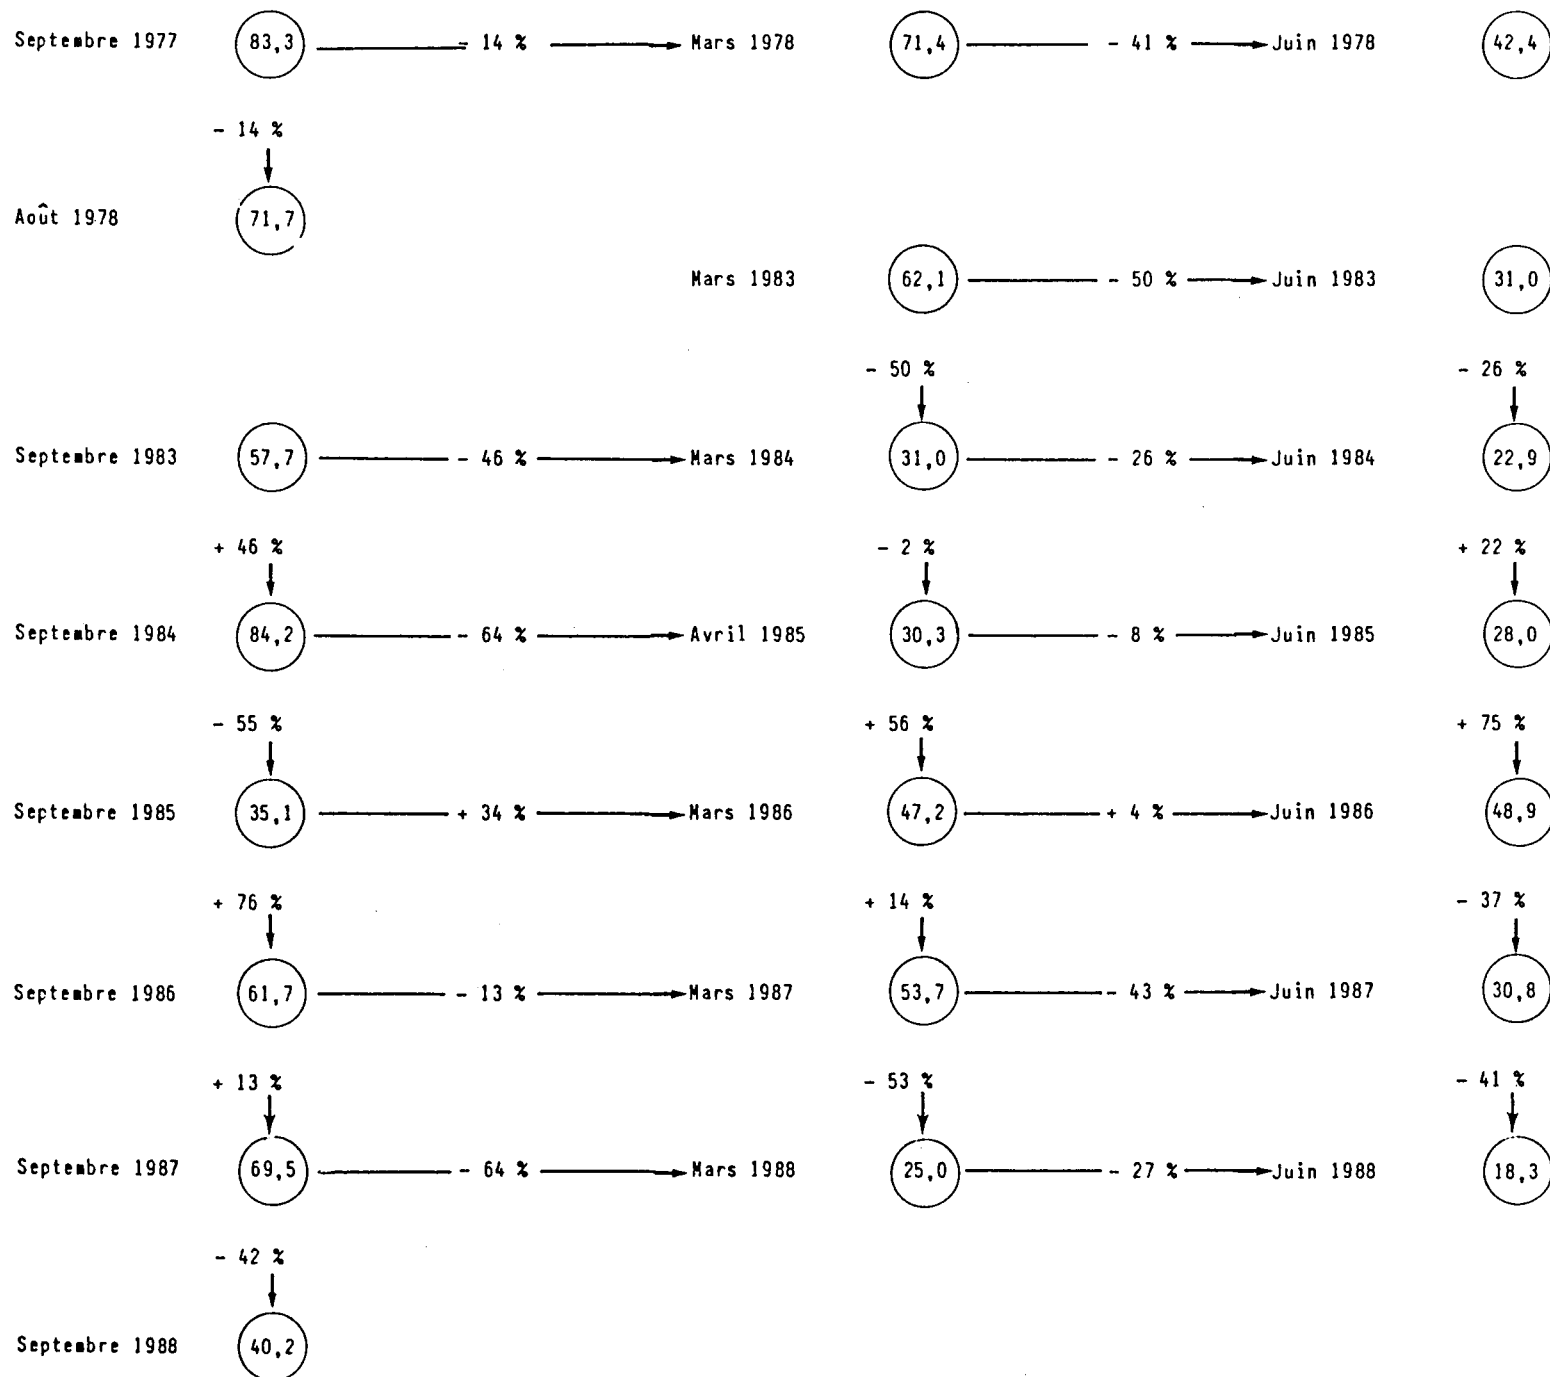 Septembre 1977 83,3 - 14 % Mars 1978 71,4 - 41 % Juin 1978 42,4
- 14 %
Août 1978 71,7
Mars 1983 62,1 - 50 % Juin 1983 31,0
- 50 % - 26 %
Septembre 1983 57,7 - 46 % Mars 1984 31,0 - 26 % Juin 1984 22,9
+ 46 % - 2 % + 22 %
Septembre 1984 84,2 - 64 % Avril 1985 30,3 - 8 % Juin 1985 28,0
- 55 % + 56 % + 75 %
Septembre 1985 35,1 + 34 % Mars 1986 47,2 + 4 % Juin 1986 48,9
+ 76 % + 14 % - 37 %
Septembre 1986 61,7 - 13 % Mars 1987 53,7 - 43 % Juin 1987 30,8
+ 13 % - 53 % - 41 %
Septembre 1987 69,5 - 64 % Mars 1988 25,0 - 27 % Juin 1988 18,3
- 42 %
Septembre 1988 40,2